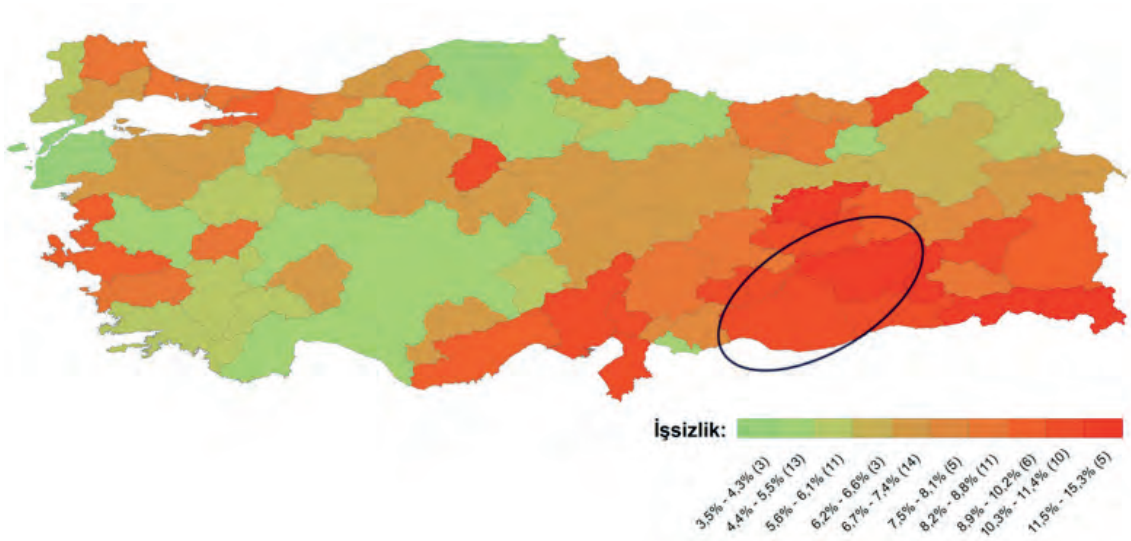 İşsizlik:
3,5% - 4,3% (3)
4,4% - 5,5% (13)
5,6% - 6,1% (11)
6,2% - 6,6% (3)
6,7% - 7,4% (14)
7,5% - 8,1% (5)
8,2% - 8,8% (11)
8,9% - 10,2% (6)
10,3% - 11,4% (10)
11,5% - 15,3% (5)